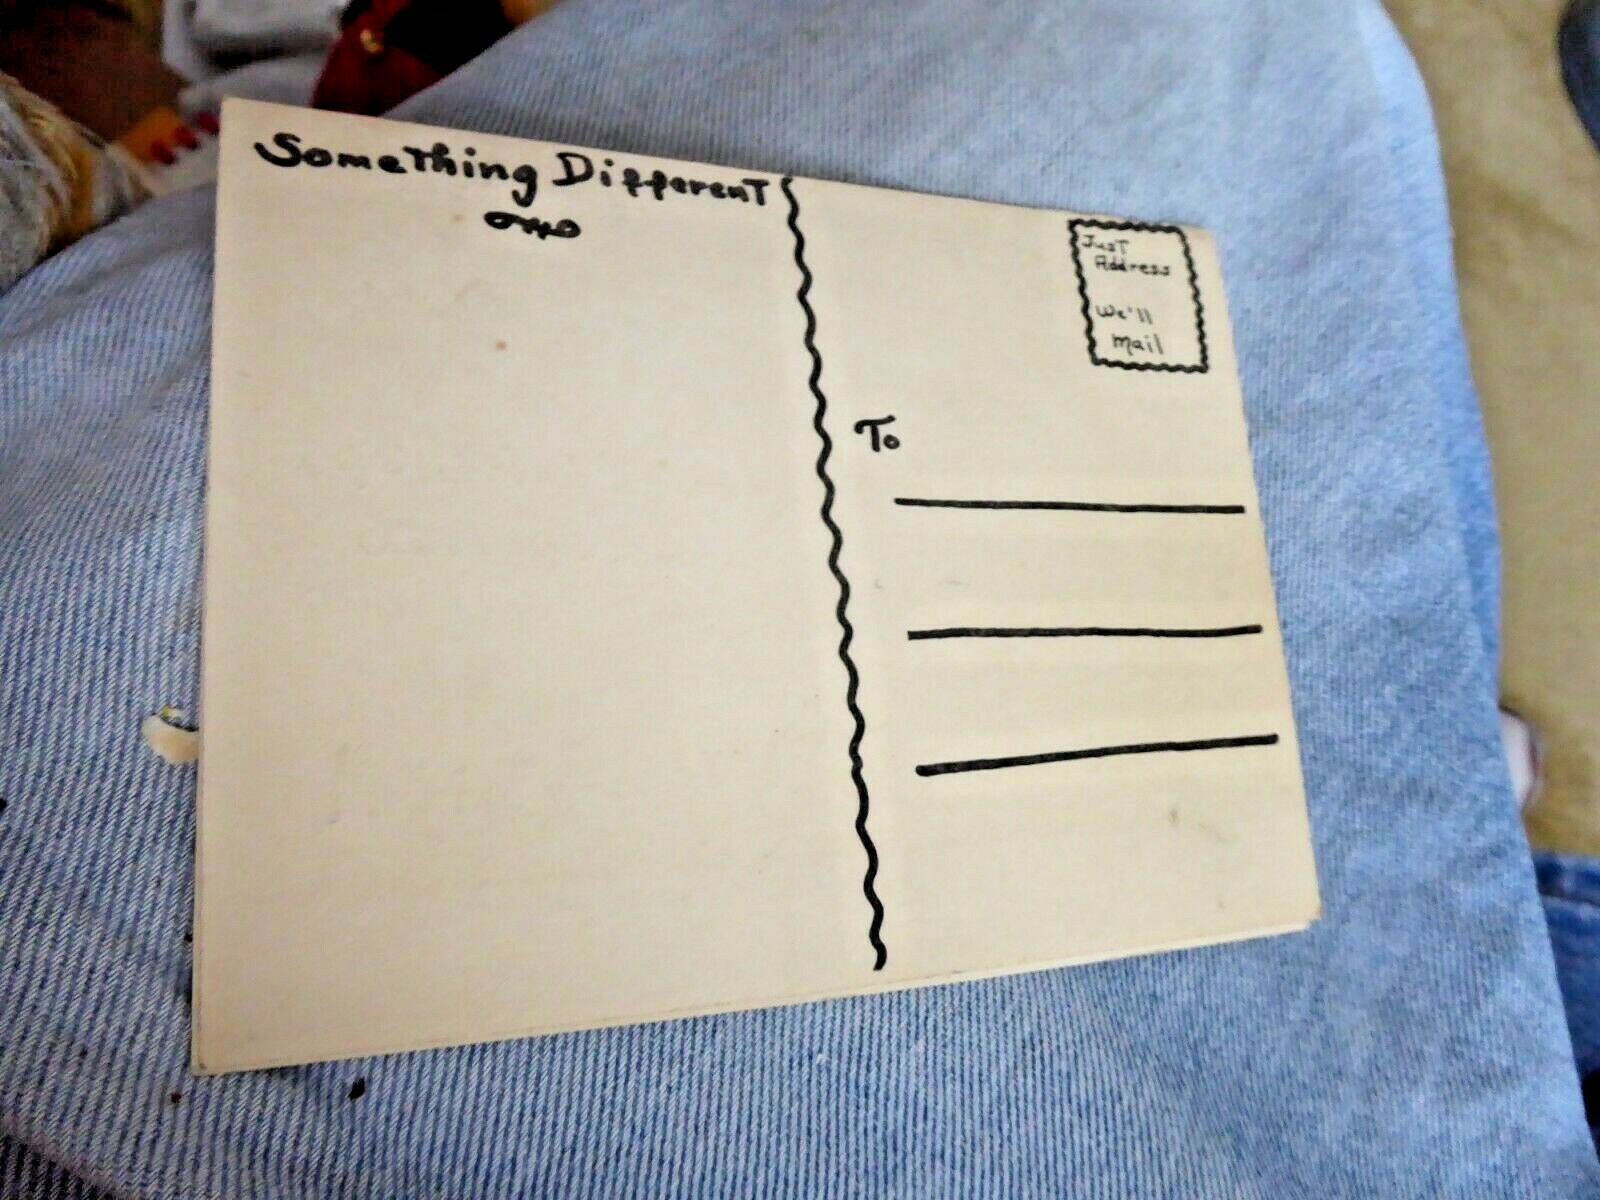 Something Different
Just
Address
We'll
mail
To